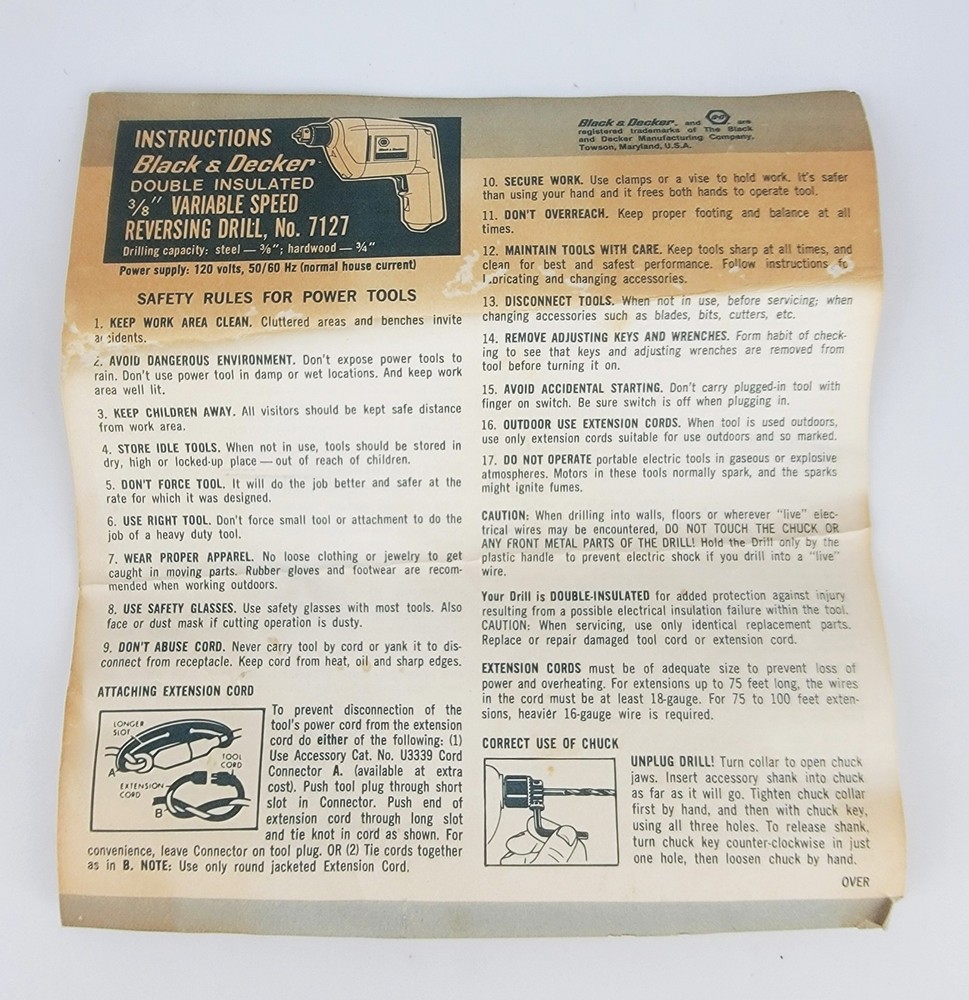 INSTRUCTIONS
Black & Decker
DOUBLE INSULATED
3/8" VARIABLE SPEED
REVERSING DRILL, No. 7127
Drilling capacity: steel — 3/8"; hardwood — 3/4"
Power supply: 120 volts, 50/60 Hz (normal house current)
SAFETY RULES FOR POWER TOOLS
1. KEEP WORK AREA CLEAN. Cluttered areas and benches invite
2. AVOID DANGEROUS ENVIRONMENT. Don't expose power tools to
rain. Don't use power tool in damp or wet locations. And keep work
area well lit.
3. KEEP CHILDREN AWAY. All visitors should be kept safe distance
from work area.
4. STORE IDLE TOOLS. When not in use, tools should be stored in
dry, high or locked-up place — out of reach of children.
5. DON'T FORCE TOOL. It will do the job better and safer at the
rate for which it was designed.
6. USE RIGHT TOOL. Don't force small tool or attachment to do the
job of a heavy duty tool.
7. WEAR PROPER APPAREL. No loose clothing or jewelry to get
caught in moving parts. Rubber gloves and footwear are recom-
mended when working outdoors.
8. USE SAFETY GLASSES. Use safety glasses with most tools. Also
face or dust mask if cutting operation is dusty.
9. DON'T ABUSE CORD. Never carry tool by cord or yank it to dis-
connect from receptacle. Keep cord from heat, oil and sharp edges.
ATTACHING EXTENSION CORD
LONGER
SLOT
A
TOOL
CORD
EXTENSION
CORD
B
To prevent disconnection of the
tool's power cord from the extension
cord do either of the following: (1)
Use Accessory Cat. No. U3339 Cord
Connector A. (available at extra
cost). Push tool plug through short
slot in Connector. Push end of
extension cord through long slot
and tie knot in cord as shown. For
convenience, leave Connector on tool plug. OR (2) Tie cords together
as in B. NOTE: Use only round jacketed Extension Cord.
Black & Decker, and B·D are
registered trademarks of The Black
and Decker Manufacturing Company,
Towson, Maryland, U.S.A.
10. SECURE WORK. Use clamps or a vise to hold work. It's safer
than using your hand and it frees both hands to operate tool.
11. DON'T OVERREACH. Keep proper footing and balance at all
times.
12. MAINTAIN TOOLS WITH CARE. Keep tools sharp at all times, and
clean for best and safest performance. Follow instructions
and changing accessories.
13. DISCONNECT TOOLS. When not in use, before servicing; when
changing accessories such as blades, bits, cutters, etc.
14. REMOVE ADJUSTING KEYS AND WRENCHES. Form habit of check-
ing to see that keys and adjusting wrenches are removed from
tool before turning it on.
15. AVOID ACCIDENTAL STARTING. Don't carry plugged-in tool with
finger on switch. Be sure switch is off when plugging in.
16. OUTDOOR USE EXTENSION CORDS. When tool is used outdoors,
use only extension cords suitable for use outdoors and so marked.
17. DO NOT OPERATE portable electric tools in gaseous or explosive
atmospheres. Motors in these tools normally spark, and the sparks
might ignite fumes.
CAUTION: When drilling into walls, floors or wherever "live" elec-
trical wires may be encountered, DO NOT TOUCH THE CHUCK OR
ANY FRONT METAL PARTS OF THE DRILL! Hold the Drill only by the
plastic handle to prevent electric shock if you drill into a "live"
wire.
Your Drill is DOUBLE-INSULATED for added protection against injury
resulting from a possible electrical insulation failure within the tool.
CAUTION: When servicing, use only identical replacement parts.
Replace or repair damaged tool cord or extension cord.
EXTENSION CORDS must be of adequate size to prevent loss of
power and overheating. For extensions up to 75 feet long, the wires
in the cord must be at least 18-gauge. For 75 to 100 feet exten-
sions, heavier 16-gauge wire is required.
CORRECT USE OF CHUCK
UNPLUG DRILL! Turn collar to open chuck
jaws. Insert accessory shank into chuck
as far as it will go. Tighten chuck collar
first by hand, and then with chuck key,
using all three holes. To release shank,
turn chuck key counter-clockwise in just
one hole, then loosen chuck by hand.
OVER